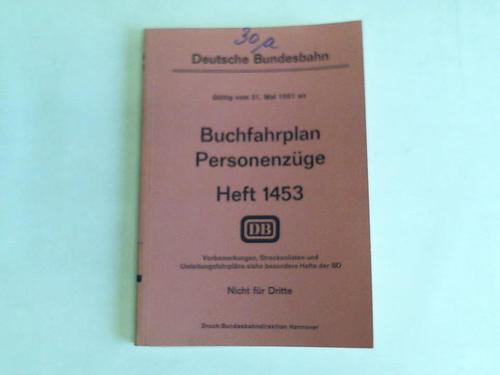 30a
Deutsche Bundesbahn
Gültig vom 31. Mai 1981 an
Buchfahrplan
Personenzüge
Heft 1453
DB
Vorbemerkungen, Streckenlisten und
Umleitungsfahrpläne siehe besondere Hefte der BD
Nicht für Dritte
Druck: Bundesbahndirektion Hannover